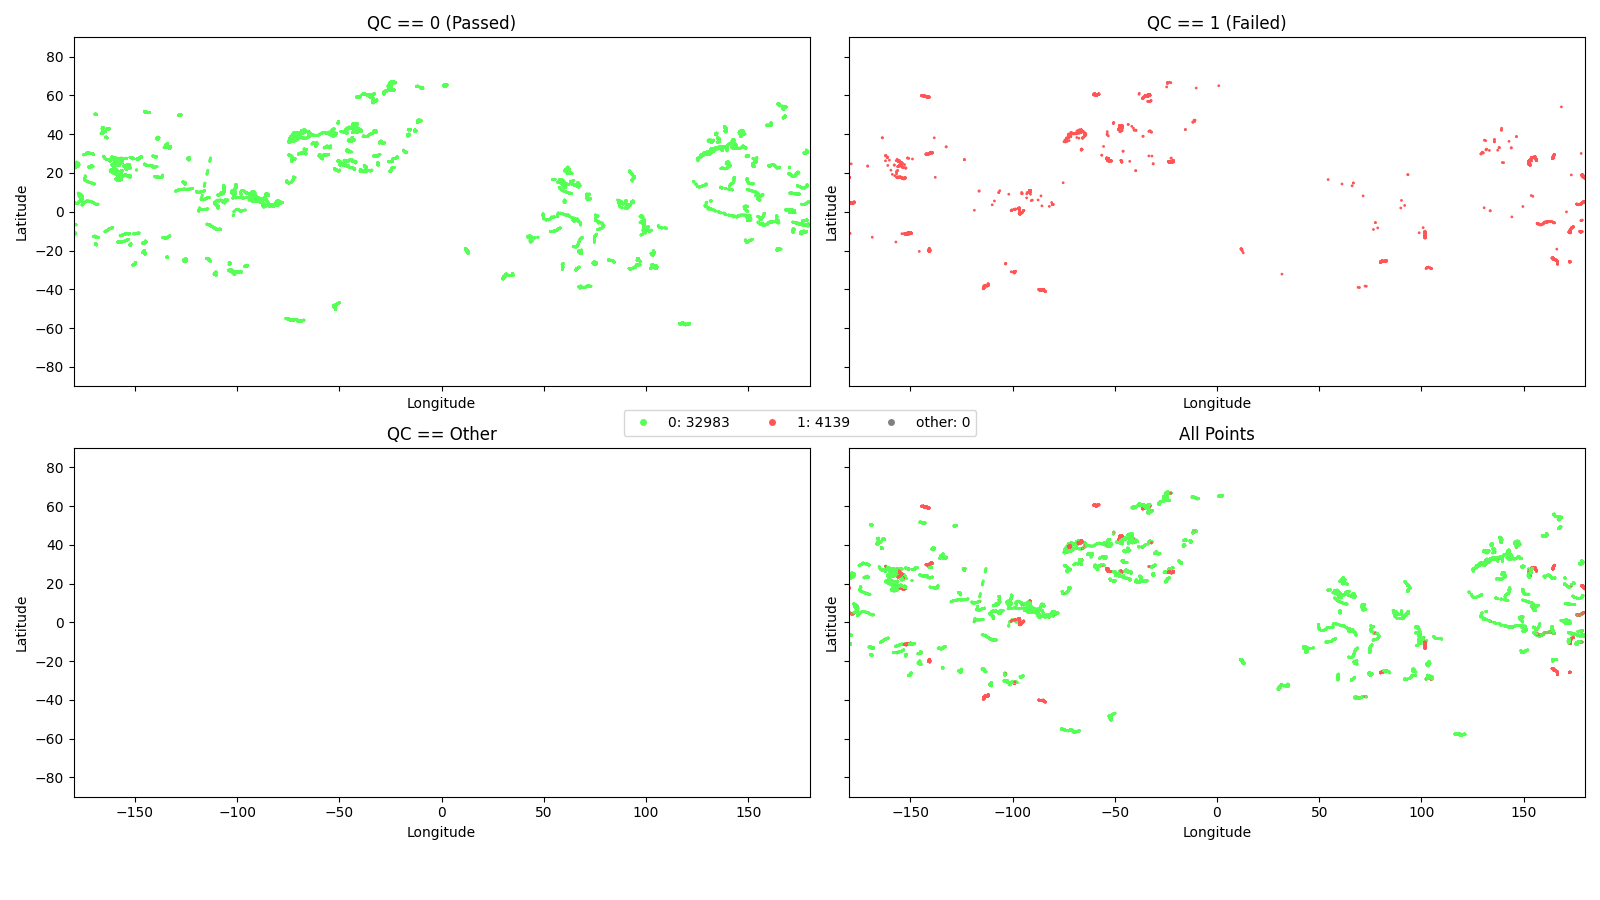 QC == 0 (Passed)
QC == 1 (Failed)
80
60
40
20
0
−20
−40
−60
−80
Latitude
Latitude
Longitude
Longitude
0: 32983
1: 4139
other: 0
QC == Other
All Points
80
60
40
20
0
−20
−40
−60
−80
Latitude
Latitude
−150
−100
−50
0
50
100
150
−150
−100
−50
0
50
100
150
Longitude
Longitude